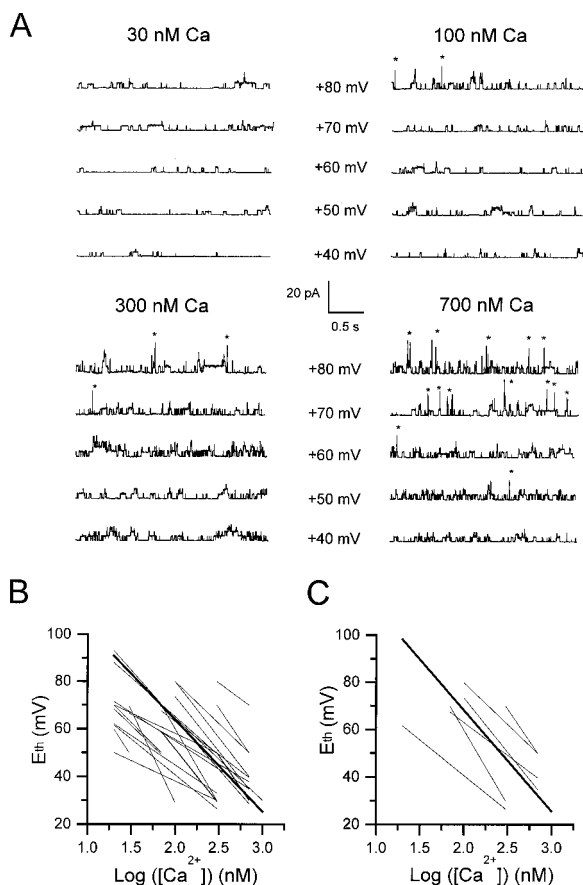 A
30 nM Ca
100 nM Ca
* *
+80 mV
+70 mV
+60 mV
+50 mV
+40 mV
20 pA
0.5 s
300 nM Ca
700 nM Ca
* *
* * * * *
+80 mV
*
* * * * * * *
+70 mV
*
+60 mV
*
+50 mV
+40 mV
B
100
80
60
40
20
Eth (mV)
1.0 1.5 2.0 2.5 3.0
Log ([Ca2+]) (nM)
C
100
80
60
40
20
Eth (mV)
1.0 1.5 2.0 2.5 3.0
Log ([Ca2+]) (nM)